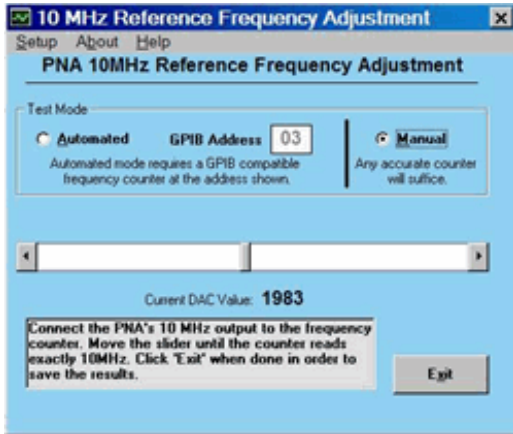 10 MHz Reference Frequency Adjustment
Setup About Help
PNA 10MHz Reference Frequency Adjustment
Test Mode
Automated GPIB Address 03
Manual
Automated mode requires a GPIB compatible
frequency counter at the address shown.
Any accurate counter
will suffice.
Current DAC Value: 1983
Connect the PNA's 10 MHz output to the frequency
counter. Move the slider until the counter reads
exactly 10MHz. Click "Exit" when done in order to
save the results.
Exit